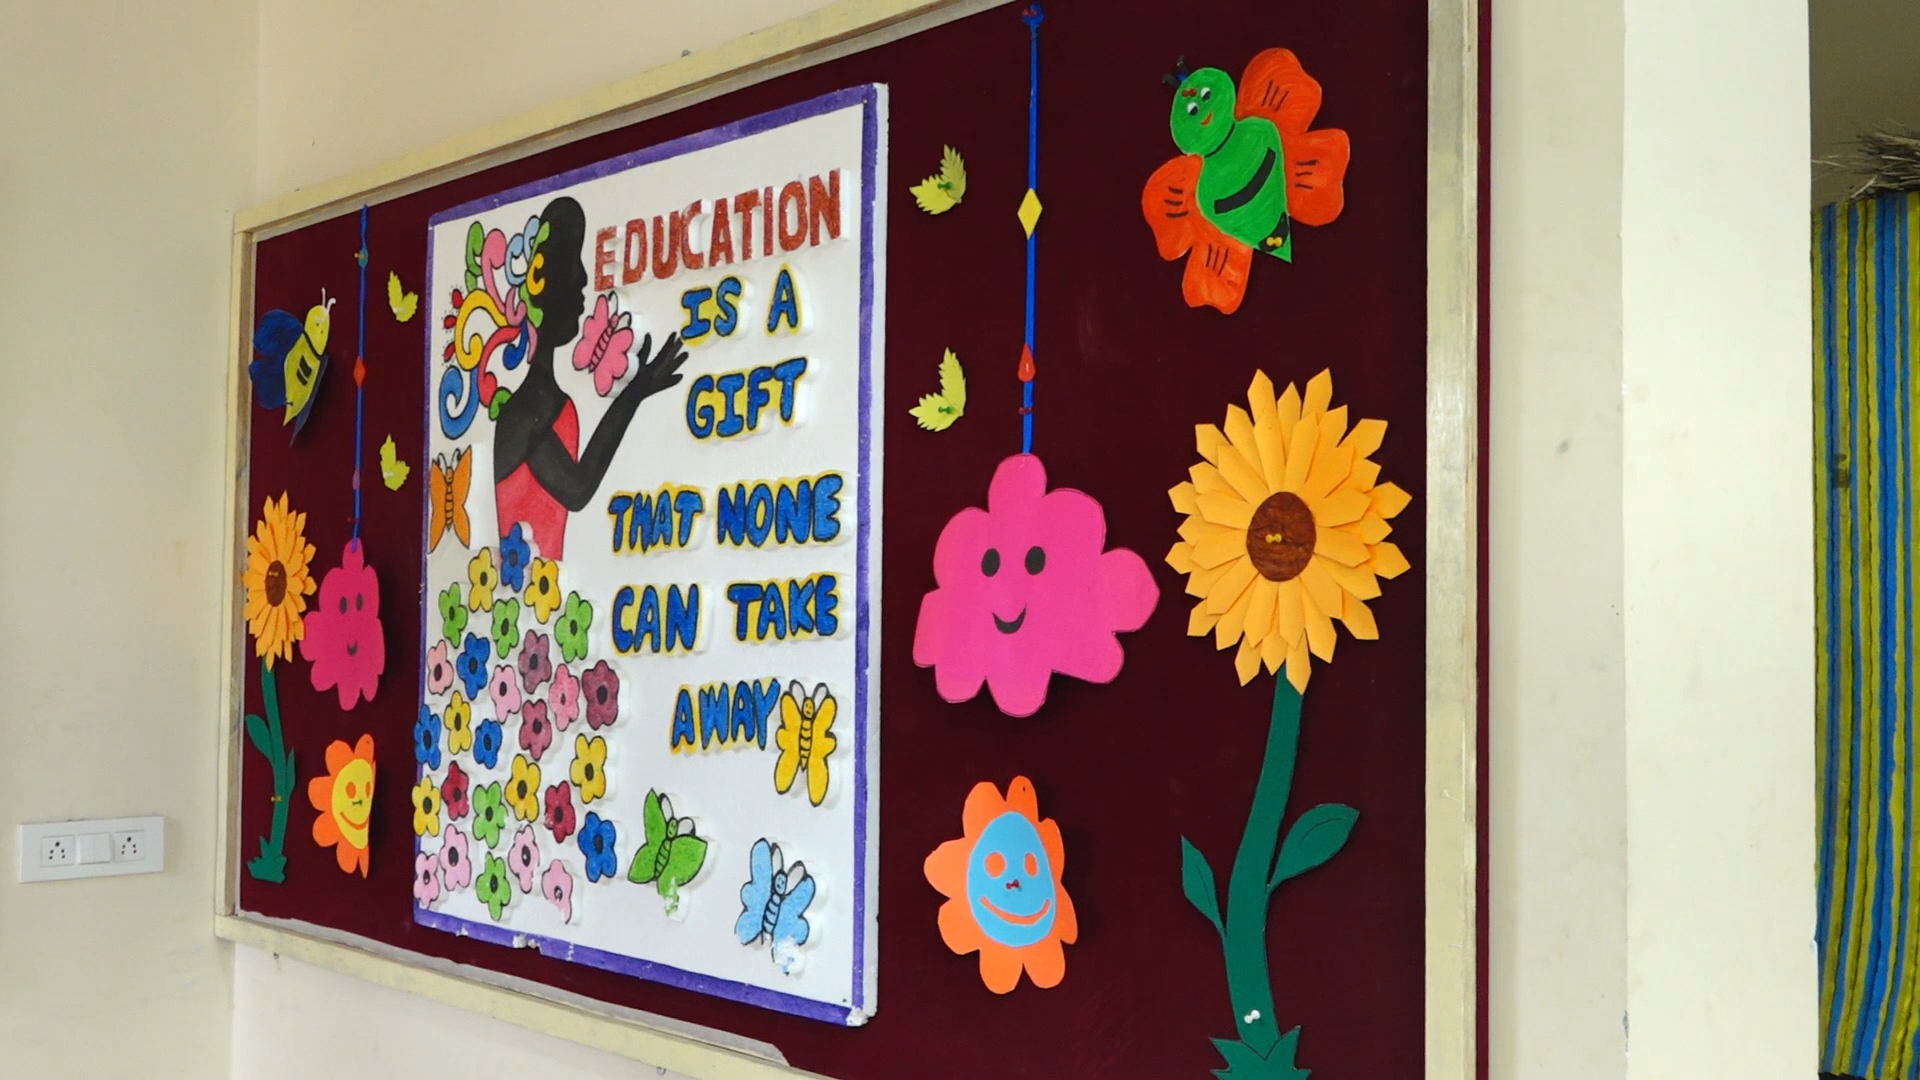 EDUCATION
IS A
GIFT
THAT NONE
CAN TAKE
AWAY